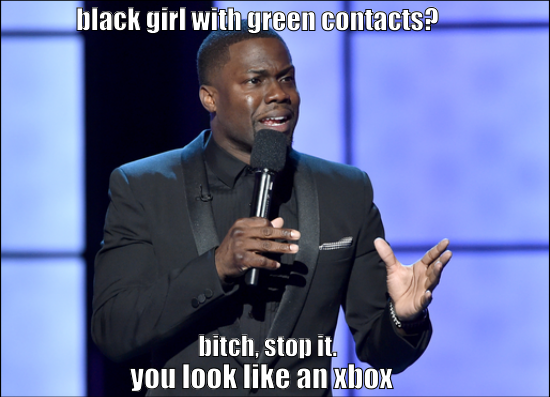 black girl with green contacts?
bitch, stop it.
you look like an xbox